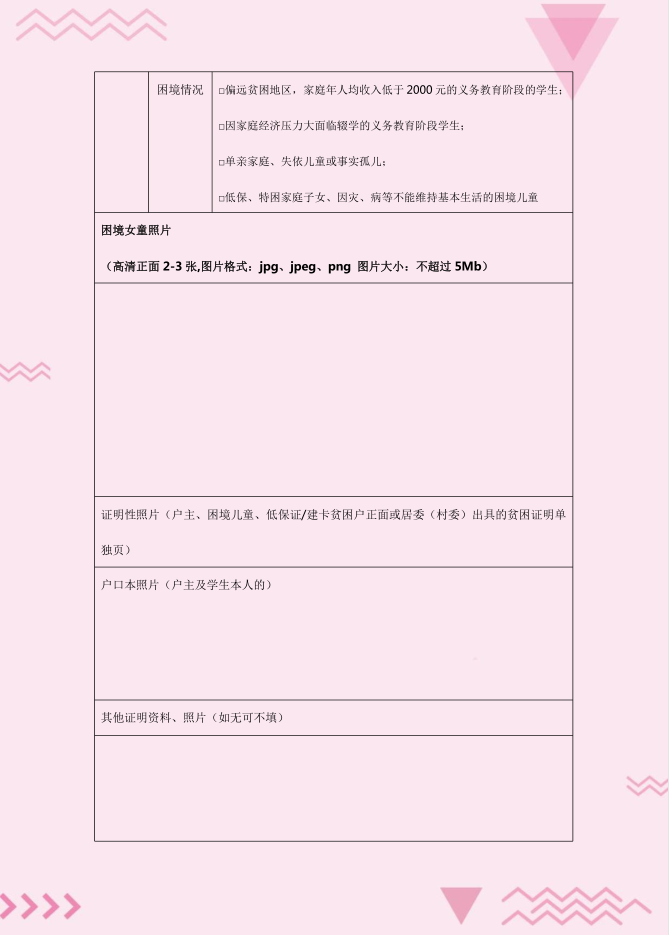 困境情况
□偏远贫困地区，家庭年人均收入低于 2000 元的义务教育阶段的学生；
□因家庭经济压力大面临辍学的义务教育阶段学生；
□单亲家庭、失依儿童或事实孤儿；
□低保、特困家庭子女、因灾、病等不能维持基本生活的困境儿童
困境女童照片
（高清正面 2-3 张,图片格式：jpg、jpeg、png 图片大小：不超过 5Mb）
证明性照片（户主、困境儿童、低保证/建卡贫困户正面或居委（村委）出具的贫困证明单
独页）
户口本照片（户主及学生本人的）
其他证明资料、照片（如无可不填）